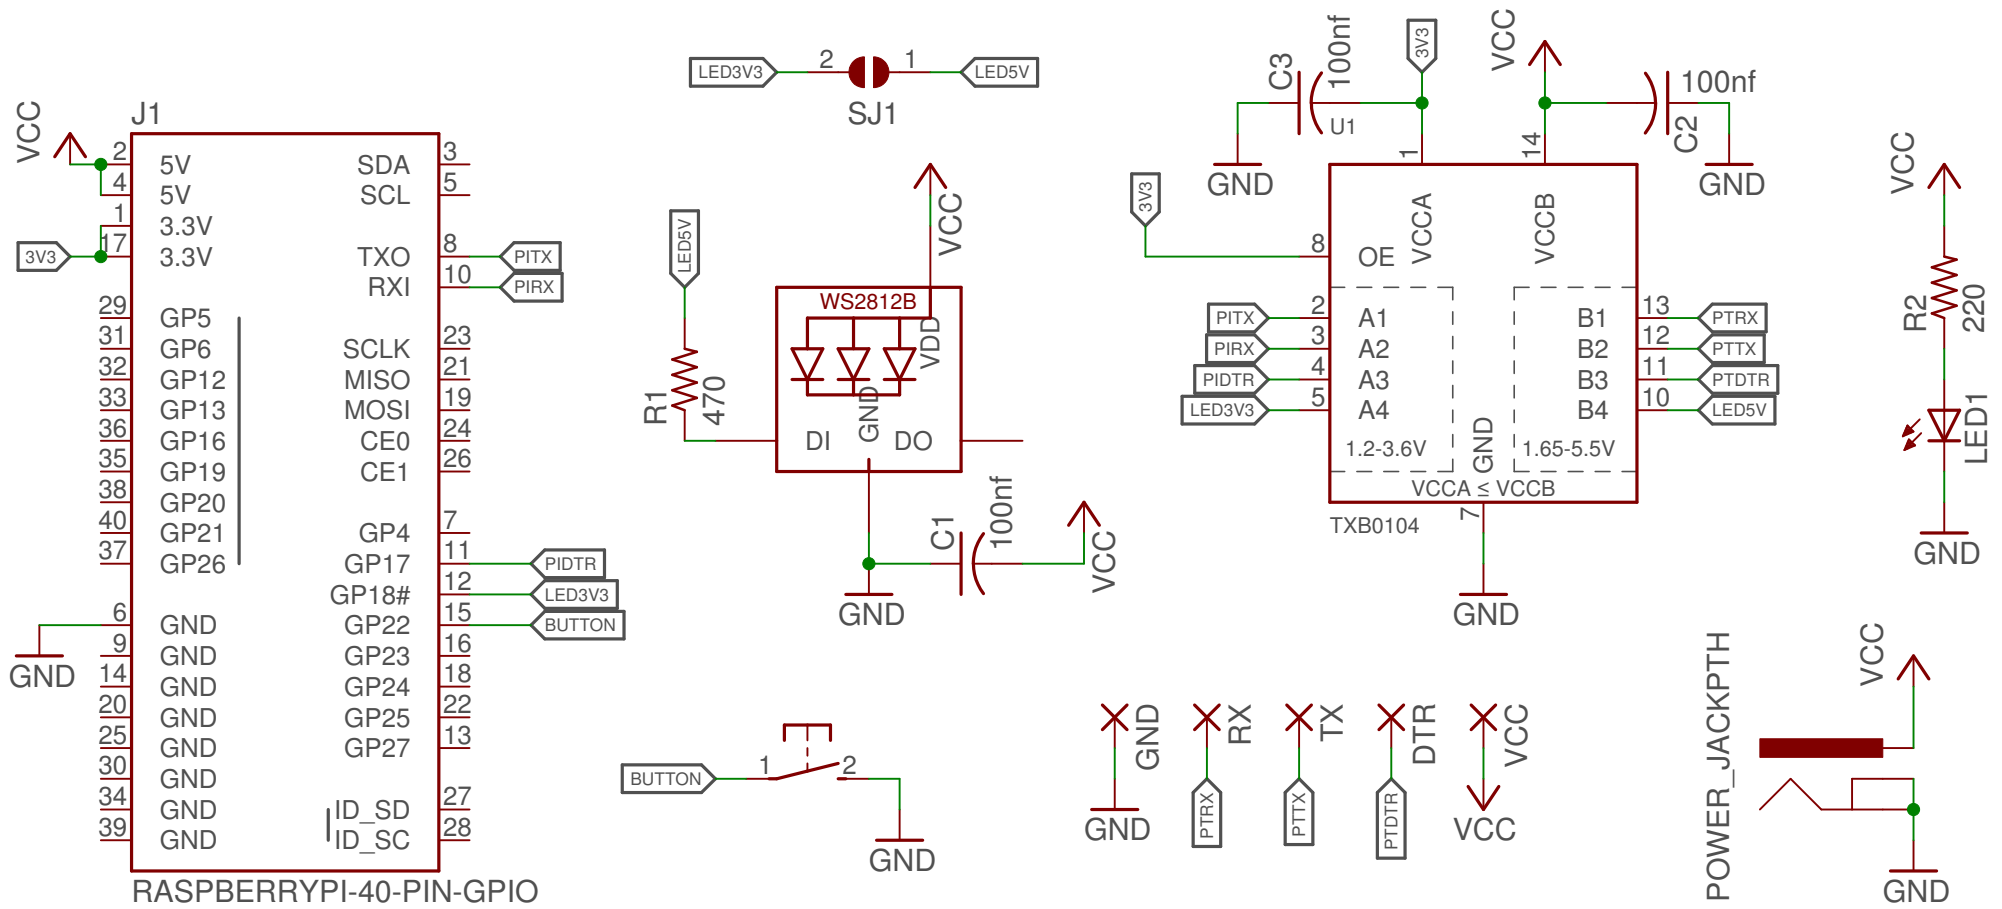 J1
VCC
2 5V SDA 3
4 5V SCL 5
1 3.3V
3V3 17 3.3V TXO 8 PITX
RXI 10 PIRX
29 GP5
31 GP6 SCLK 23
32 GP12 MISO 21
33 GP13 MOSI 19
36 GP16 CE0 24
35 GP19 CE1 26
38 GP20
40 GP21 GP4 7
37 GP26 GP17 11 PIDTR
GP18# 12 LED3V3
6 GND GP22 15 BUTTON
9 GND GP23 16
GND
14 GND GP24 18
20 GND GP25 22
25 GND GP27 13
30 GND
34 GND ID_SD 27
39 GND ID_SC 28
RASPBERRYPI-40-PIN-GPIO
LED3V3 2 1 LED5V
SJ1
LED5V
R1
470
VCC
WS2812B
VDD
GND
DI DO
C1
100nf
VCC
GND
BUTTON 1 2
GND
C3
100nf
U1
GND
3V3
1
VCC
14
100nf
C2
GND
3V3
8 OE
VCCA
VCCB
PITX 2 A1 B1 13 PTRX
PIRX 3 A2 B2 12 PTTX
PIDTR 4 A3 B3 11 PTDTR
LED3V3 5 A4 B4 10 LED5V
1.2-3.6V GND 1.65-5.5V
VCCA ≤ VCCB
TXB0104
7
GND
VCC
R2
220
LED1
GND
GND
RX
TX
DTR
VCC
GND
PTRX
PTTX
PTDTR
VCC
POWER_JACKPTH
VCC
GND